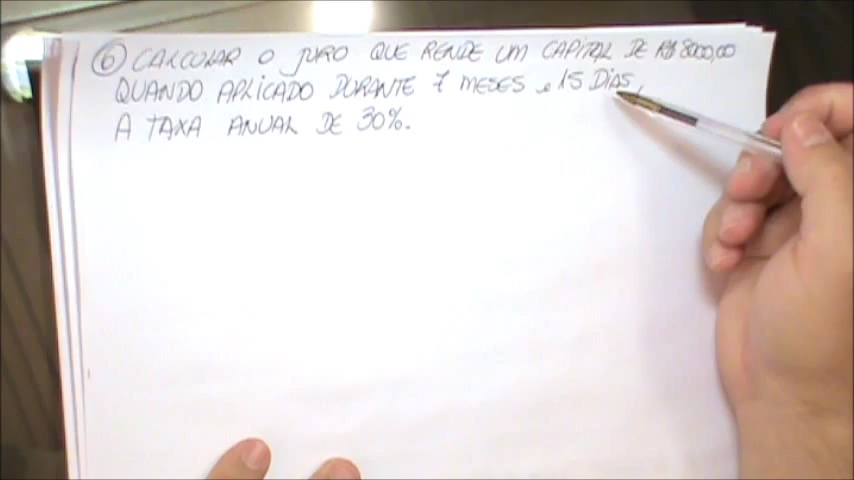 6 CALCULAR O JURO QUE RENDE UM CAPITAL DE R$ 8000,00
QUANDO APLICADO DURANTE 7 MESES e 15 DIAS,
A TAXA ANUAL DE 30%.